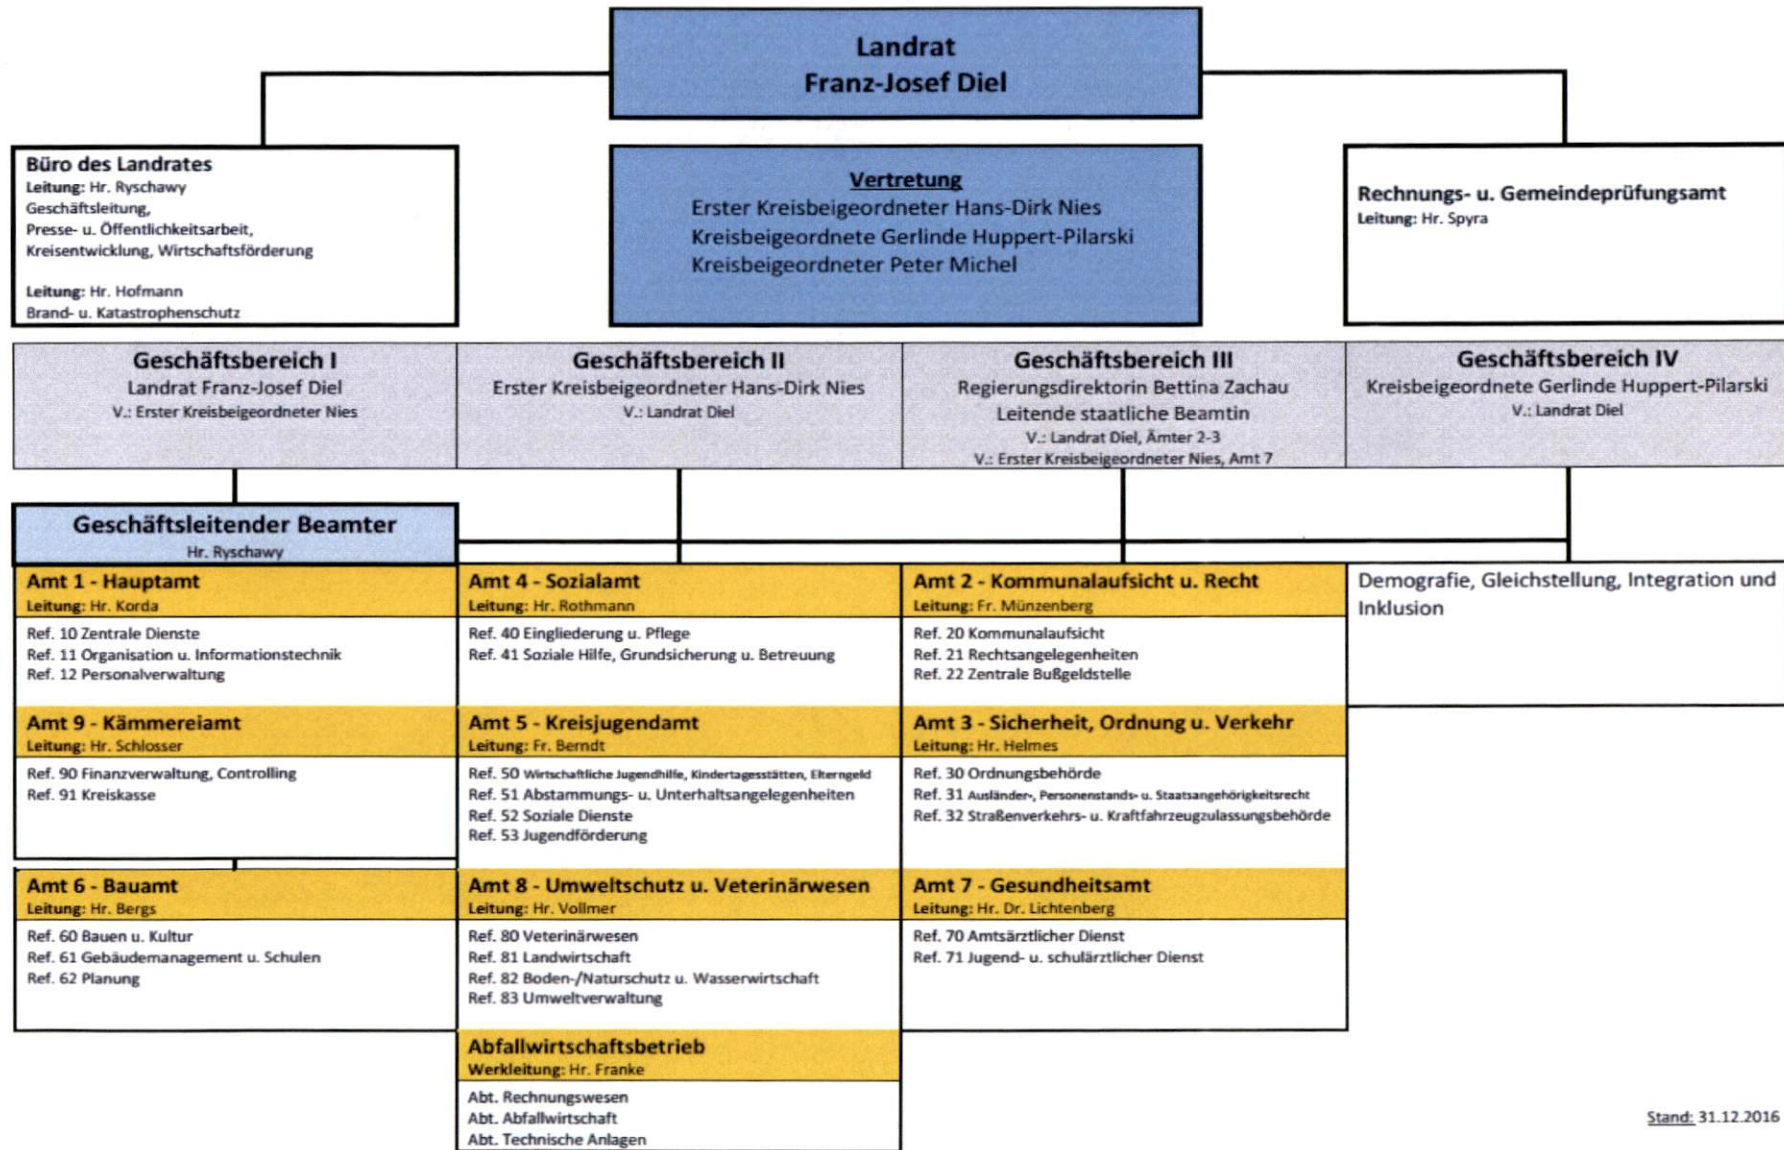 Landrat
Franz-Josef Diel
Büro des Landrates
Leitung: Hr. Ryschawy
Geschäftsleitung,
Presse- u. Öffentlichkeitsarbeit,
Kreisentwicklung, Wirtschaftsförderung
Leitung: Hr. Hofmann
Brand- u. Katastrophenschutz
Vertretung
Erster Kreisbeigeordneter Hans-Dirk Nies
Kreisbeigeordnete Gerlinde Huppert-Pilarski
Kreisbeigeordneter Peter Michel
Rechnungs- u. Gemeindeprüfungsamt
Leitung: Hr. Spyra
Geschäftsbereich I
Landrat Franz-Josef Diel
V.: Erster Kreisbeigeordneter Nies
Geschäftsbereich II
Erster Kreisbeigeordneter Hans-Dirk Nies
V.: Landrat Diel
Geschäftsbereich III
Regierungsdirektorin Bettina Zachau
Leitende staatliche Beamtin
V.: Landrat Diel, Ämter 2-3
V.: Erster Kreisbeigeordneter Nies, Amt 7
Geschäftsbereich IV
Kreisbeigeordnete Gerlinde Huppert-Pilarski
V.: Landrat Diel
Geschäftsleitender Beamter
Hr. Ryschawy
Amt 1 - Hauptamt
Leitung: Hr. Korda
Ref. 10 Zentrale Dienste
Ref. 11 Organisation u. Informationstechnik
Ref. 12 Personalverwaltung
Amt 9 - Kämmereiamt
Leitung: Hr. Schlosser
Ref. 90 Finanzverwaltung, Controlling
Ref. 91 Kreiskasse
Amt 6 - Bauamt
Leitung: Hr. Bergs
Ref. 60 Bauen u. Kultur
Ref. 61 Gebäudemanagement u. Schulen
Ref. 62 Planung
Amt 4 - Sozialamt
Leitung: Hr. Rothmann
Ref. 40 Eingliederung u. Pflege
Ref. 41 Soziale Hilfe, Grundsicherung u. Betreuung
Amt 5 - Kreisjugendamt
Leitung: Fr. Berndt
Ref. 50 Wirtschaftliche Jugendhilfe, Kindertagesstätten, Elterngeld
Ref. 51 Abstammungs- u. Unterhaltsangelegenheiten
Ref. 52 Soziale Dienste
Ref. 53 Jugendförderung
Amt 8 - Umweltschutz u. Veterinärwesen
Leitung: Hr. Vollmer
Ref. 80 Veterinärwesen
Ref. 81 Landwirtschaft
Ref. 82 Boden-/Naturschutz u. Wasserwirtschaft
Ref. 83 Umweltverwaltung
Abfallwirtschaftsbetrieb
Werkleitung: Hr. Franke
Abt. Rechnungswesen
Abt. Abfallwirtschaft
Abt. Technische Anlagen
Amt 2 - Kommunalaufsicht u. Recht
Leitung: Fr. Münzenberg
Ref. 20 Kommunalaufsicht
Ref. 21 Rechtsangelegenheiten
Ref. 22 Zentrale Bußgeldstelle
Amt 3 - Sicherheit, Ordnung u. Verkehr
Leitung: Hr. Helmes
Ref. 30 Ordnungsbehörde
Ref. 31 Ausländer-, Personenstands- u. Staatsangehörigkeitsrecht
Ref. 32 Straßenverkehrs- u. Kraftfahrzeugzulassungsbehörde
Amt 7 - Gesundheitsamt
Leitung: Hr. Dr. Lichtenberg
Ref. 70 Amtsärztlicher Dienst
Ref. 71 Jugend- u. schulärztlicher Dienst
Demografie, Gleichstellung, Integration und
Inklusion
Stand: 31.12.2016